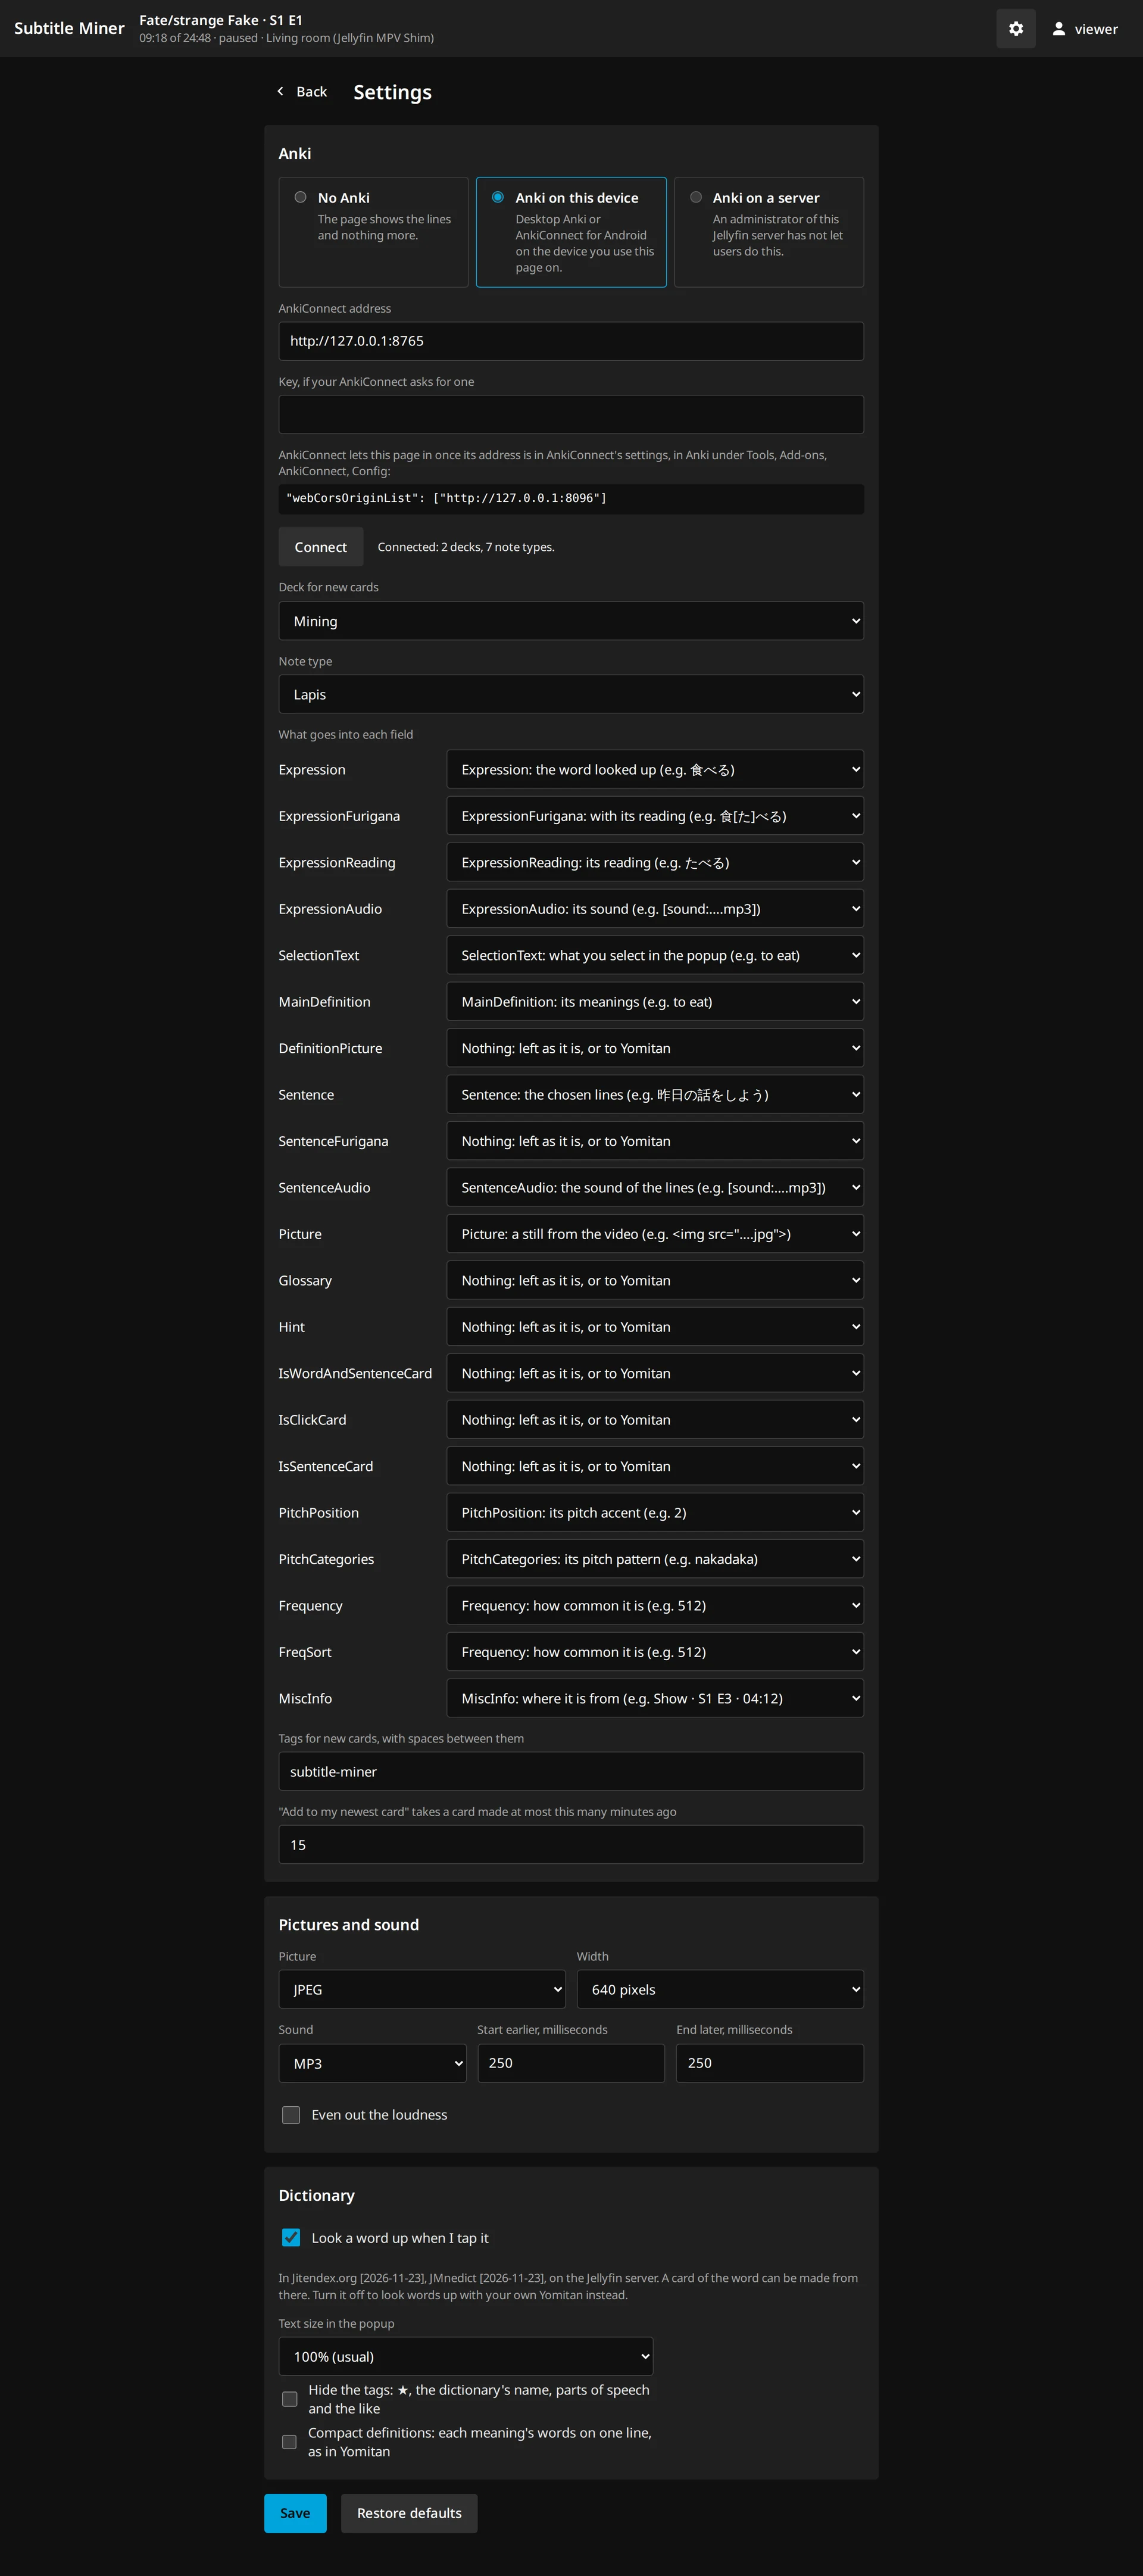 Subtitle Miner
Fate/strange Fake · S1 E1
09:18 of 24:48 · paused · Living room (Jellyfin MPV Shim)
viewer
Back
Settings
Anki
No Anki
The page shows the lines
and nothing more.
Anki on this device
Desktop Anki or
AnkiConnect for Android
on the device you use this
page on.
Anki on a server
An administrator of this
Jellyfin server has not let
users do this.
AnkiConnect address
http://127.0.0.1:8765
Key, if your AnkiConnect asks for one
AnkiConnect lets this page in once its address is in AnkiConnect's settings, in Anki under Tools, Add-ons,
AnkiConnect, Config:
"webCorsOriginList": ["http://127.0.0.1:8096"]
Connect
Connected: 2 decks, 7 note types.
Deck for new cards
Mining
Note type
Lapis
What goes into each field
Expression
Expression: the word looked up (e.g. 食べる)
ExpressionFurigana
ExpressionFurigana: with its reading (e.g. 食[た]べる)
ExpressionReading
ExpressionReading: its reading (e.g. たべる)
ExpressionAudio
ExpressionAudio: its sound (e.g. [sound:….mp3])
SelectionText
SelectionText: what you select in the popup (e.g. to eat)
MainDefinition
MainDefinition: its meanings (e.g. to eat)
DefinitionPicture
Nothing: left as it is, or to Yomitan
Sentence
Sentence: the chosen lines (e.g. 昨日の話をしよう)
SentenceFurigana
Nothing: left as it is, or to Yomitan
SentenceAudio
SentenceAudio: the sound of the lines (e.g. [sound:….mp3])
Picture
Picture: a still from the video (e.g. <img src="….jpg">)
Glossary
Nothing: left as it is, or to Yomitan
Hint
Nothing: left as it is, or to Yomitan
IsWordAndSentenceCard
Nothing: left as it is, or to Yomitan
IsClickCard
Nothing: left as it is, or to Yomitan
IsSentenceCard
Nothing: left as it is, or to Yomitan
PitchPosition
PitchPosition: its pitch accent (e.g. 2)
PitchCategories
PitchCategories: its pitch pattern (e.g. nakadaka)
Frequency
Frequency: how common it is (e.g. 512)
FreqSort
Frequency: how common it is (e.g. 512)
MiscInfo
MiscInfo: where it is from (e.g. Show · S1 E3 · 04:12)
Tags for new cards, with spaces between them
subtitle-miner
"Add to my newest card" takes a card made at most this many minutes ago
15
Pictures and sound
Picture
Width
JPEG
640 pixels
Sound
Start earlier, milliseconds
End later, milliseconds
MP3
250
250
Even out the loudness
Dictionary
Look a word up when I tap it
In Jitendex.org [2026-11-23], JMnedict [2026-11-23], on the Jellyfin server. A card of the word can be made from
there. Turn it off to look words up with your own Yomitan instead.
Text size in the popup
100% (usual)
Hide the tags: ★, the dictionary's name, parts of speech
and the like
Compact definitions: each meaning's words on one line,
as in Yomitan
Save
Restore defaults